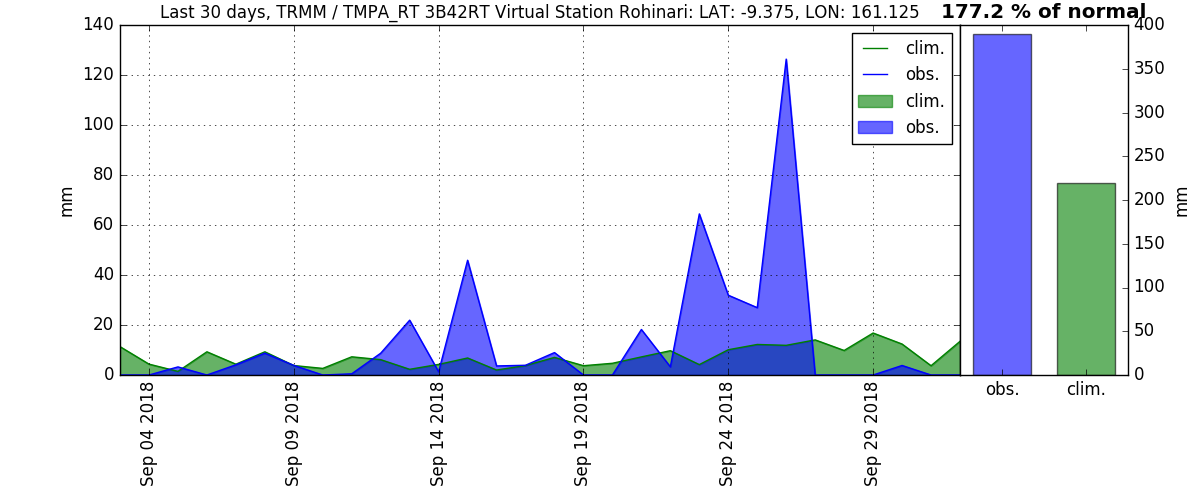 Last 30 days, TRMM / TMPA_RT 3B42RT Virtual Station Rohinari: LAT: -9.375, LON: 161.125
177.2 % of normal
140
120
100
80
60
40
20
0
mm
clim.
obs.
clim.
obs.
Sep 04 2018
Sep 09 2018
Sep 14 2018
Sep 19 2018
Sep 24 2018
Sep 29 2018
400
350
300
250
200
150
100
50
0
mm
obs.
clim.